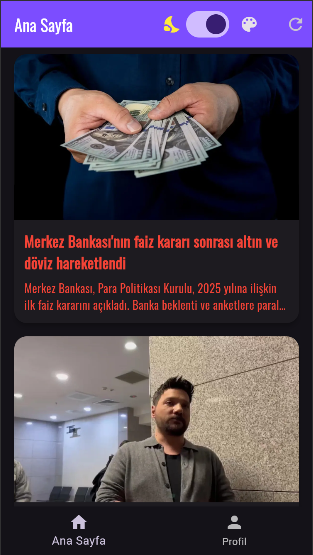 Ana Sayfa
Merkez Bankası'nın faiz kararı sonrası altın ve
döviz hareketlendi
Merkez Bankası, Para Politikası Kurulu, 2025 yılına ilişkin
ilk faiz kararını açıkladı. Banka beklenti ve anketlere paral...
Ana Sayfa
Profil